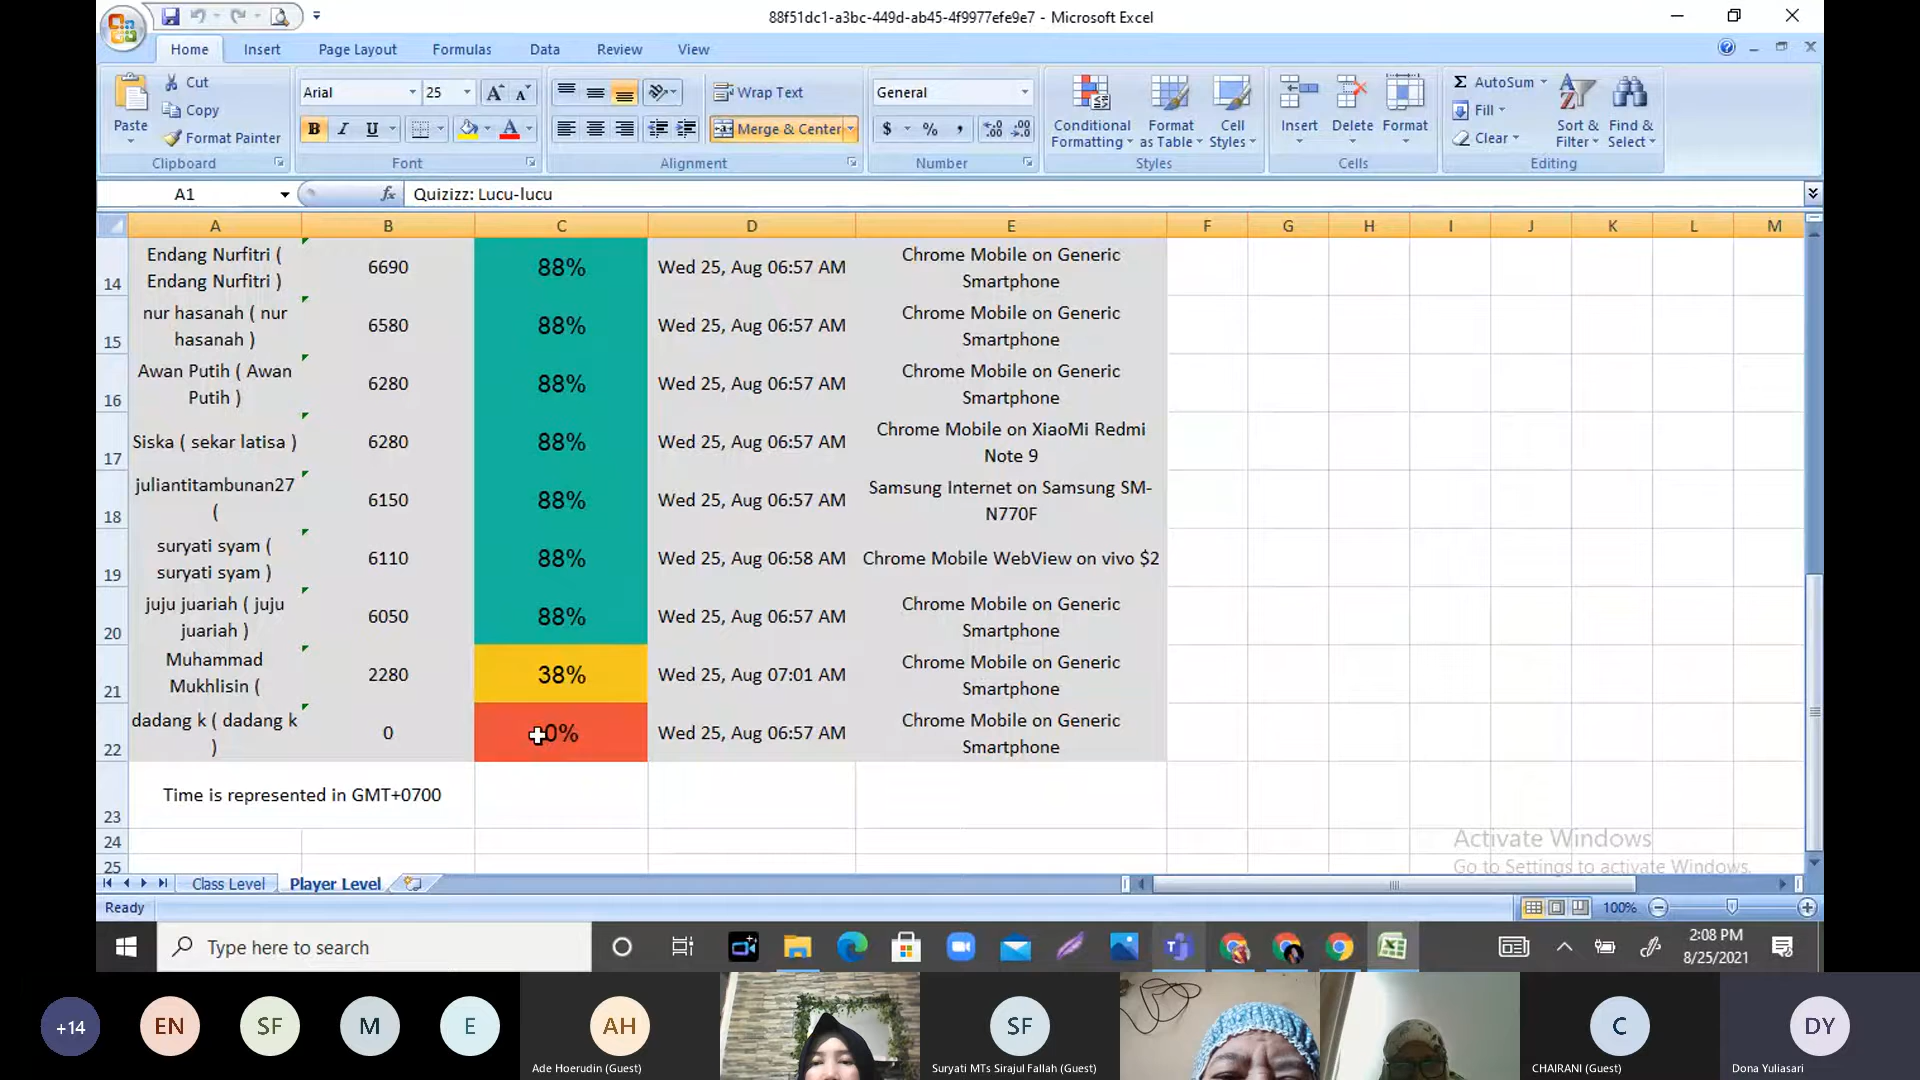 88f51dc1-a3bc-449d-ab45-4f9977efe9e7 - Microsoft Excel
Home Insert Page Layout Formulas Data Review View
Paste
Cut
Copy
Format Painter
Clipboard
Arial 25
B I U
Font
Wrap Text
Merge & Center
Alignment
General
$ % ,
Number
Conditional Formatting
Format as Table
Cell Styles
Styles
Insert
Delete
Format
Cells
Σ AutoSum
Fill
Clear
Sort & Filter
Find & Select
Editing
A1 fx Quizizz: Lucu-lucu
A B C D E F G H I J K L M
14 Endang Nurfitri ( Endang Nurfitri ) 6690 88% Wed 25, Aug 06:57 AM Chrome Mobile on Generic Smartphone
15 nur hasanah ( nur hasanah ) 6580 88% Wed 25, Aug 06:57 AM Chrome Mobile on Generic Smartphone
16 Awan Putih ( Awan Putih ) 6280 88% Wed 25, Aug 06:57 AM Chrome Mobile on Generic Smartphone
17 Siska ( sekar latisa ) 6280 88% Wed 25, Aug 06:57 AM Chrome Mobile on XiaoMi Redmi Note 9
18 juliantitambunan27 ( 6150 88% Wed 25, Aug 06:57 AM Samsung Internet on Samsung SM-N770F
19 suryati syam ( suryati syam ) 6110 88% Wed 25, Aug 06:58 AM Chrome Mobile WebView on vivo $2
20 juju juariah ( juju juariah ) 6050 88% Wed 25, Aug 06:57 AM Chrome Mobile on Generic Smartphone
21 Muhammad Mukhlisin ( 2280 38% Wed 25, Aug 07:01 AM Chrome Mobile on Generic Smartphone
22 dadang k ( dadang k ) 0 0% Wed 25, Aug 06:57 AM Chrome Mobile on Generic Smartphone
23 Time is represented in GMT+0700
24
25
Activate Windows
Go to Settings to activate Windows.
Class Level Player Level
Ready 100%
Type here to search
2:08 PM
8/25/2021
+14 EN SF M E AH SF C DY
Ade Hoerudin (Guest)
Suryati MTs Sirajul Fallah (Guest)
CHAIRANI (Guest)
Dona Yuliasari